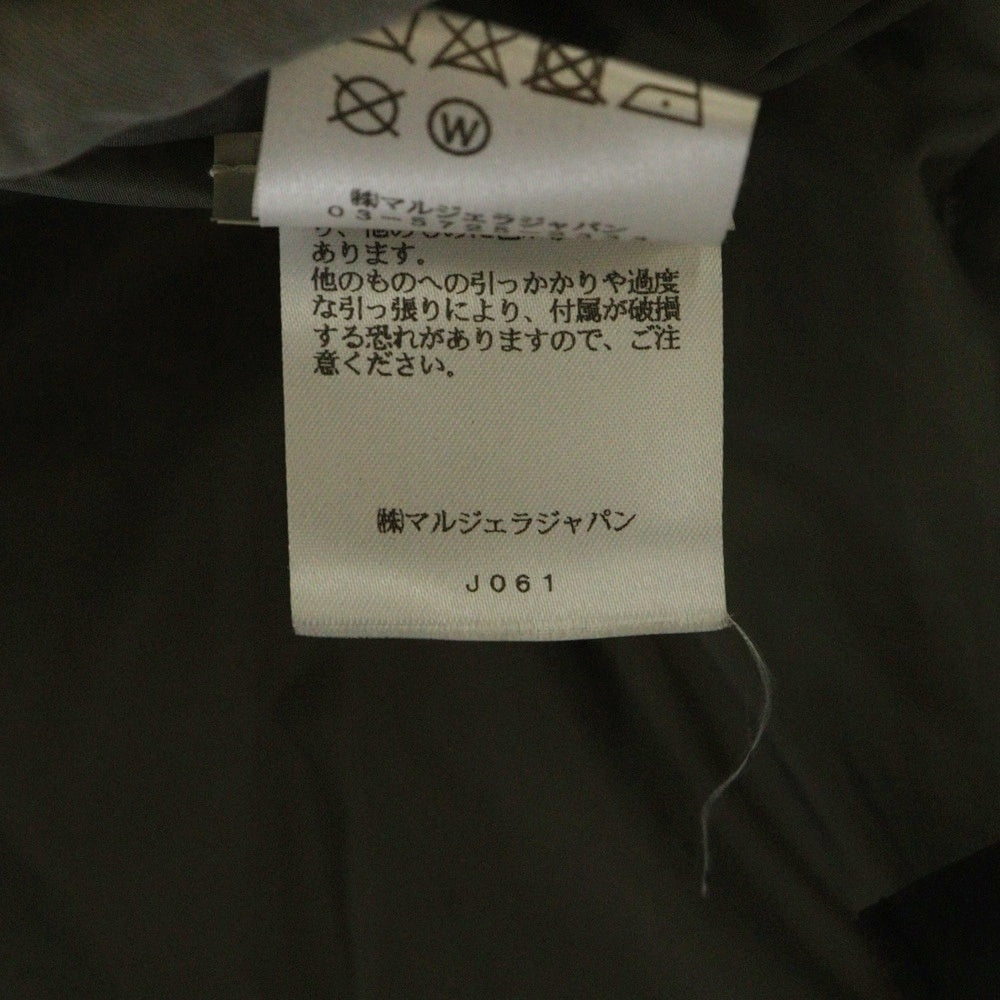 W
㈱マルジェラジャパン
あります。
他のものへの引っかかりや過度
な引っ張りにより、付属が破損
する恐れがありますので、ご注
意ください。
㈱マルジェラジャパン
J061